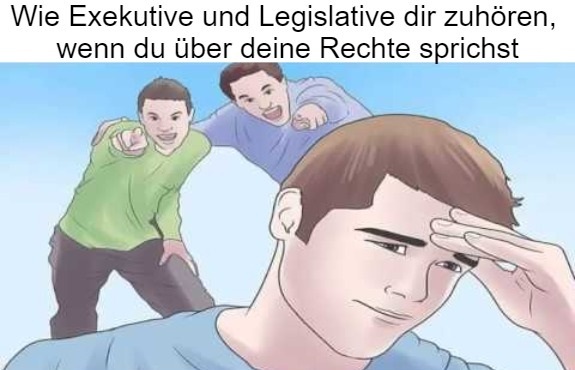 Wie Exekutive und Legislative dir zuhören,
wenn du über deine Rechte sprichst